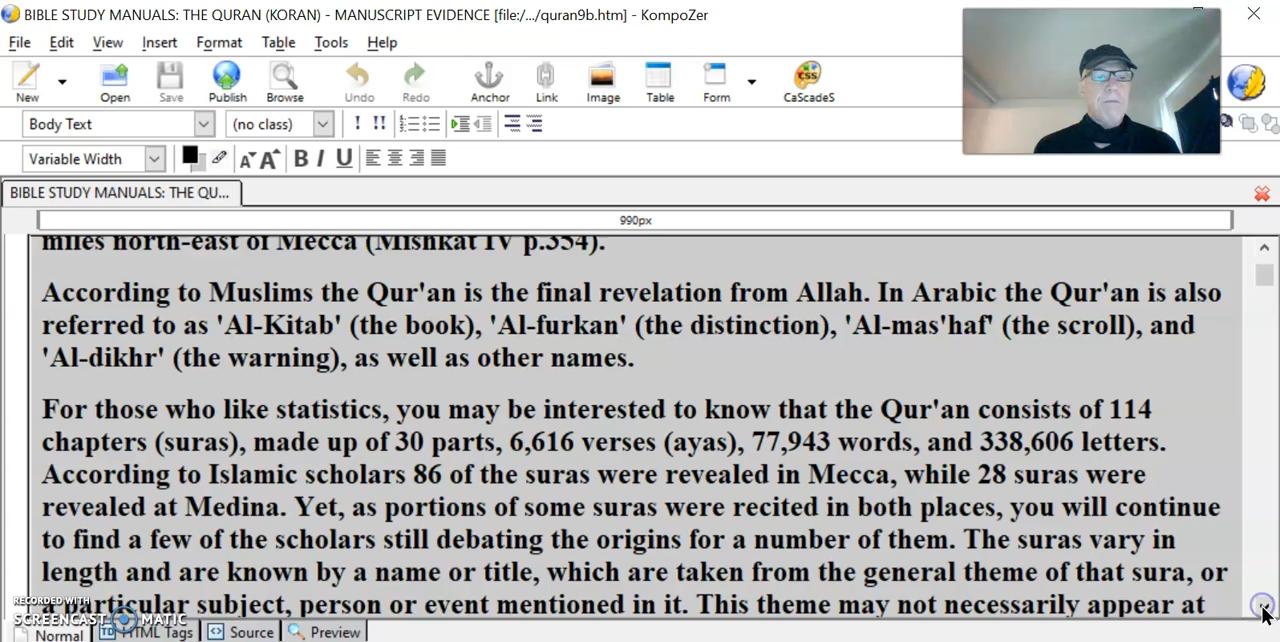 BIBLE STUDY MANUALS: THE QURAN (KORAN) - MANUSCRIPT EVIDENCE [file:/.../quran9b.htm] - KompoZer
File Edit View Insert Format Table Tools Help
New Open Save Publish Browse Undo Redo Anchor Link Image Table Form CaScadeS
Body Text (no class) ! !!
Variable Width A A B I U
BIBLE STUDY MANUALS: THE QU...
990px
miles north-east of Mecca (Mishkat IV p.354).
According to Muslims the Qur'an is the final revelation from Allah. In Arabic the Qur'an is also
referred to as 'Al-Kitab' (the book), 'Al-furkan' (the distinction), 'Al-mas'haf' (the scroll), and
'Al-dikhr' (the warning), as well as other names.
For those who like statistics, you may be interested to know that the Qur'an consists of 114
chapters (suras), made up of 30 parts, 6,616 verses (ayas), 77,943 words, and 338,606 letters.
According to Islamic scholars 86 of the suras were revealed in Mecca, while 28 suras were
revealed at Medina. Yet, as portions of some suras were recited in both places, you will continue
to find a few of the scholars still debating the origins for a number of them. The suras vary in
length and are known by a name or title, which are taken from the general theme of that sura, or
a particular subject, person or event mentioned in it. This theme may not necessarily appear at
RECORDED WITH
SCREENCAST MATIC
Normal TD HTML Tags Source Preview